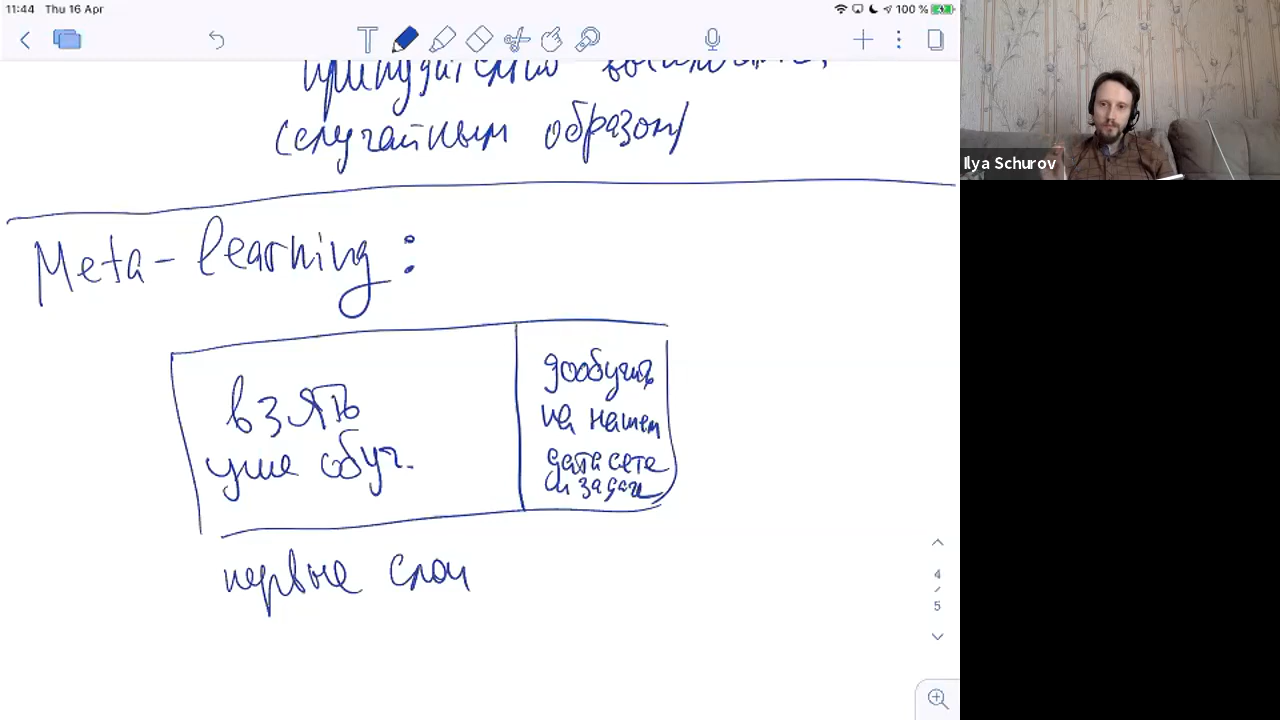 11:44 Thu 16 Apr
100 %
T
случайным образом
Meta-learning:
взять
уже обуч.
дообучить
на нашем
датасете
и задаче
первые слои
4
/
5
Ilya Schurov